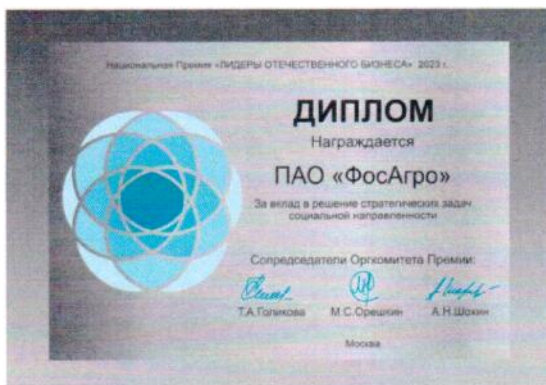 Национальная Премия «ЛИДЕРЫ ОТЕЧЕСТВЕННОГО БИЗНЕСА» 2023 г.
ДИПЛОМ
Награждается
ПАО «ФосАгро»
За вклад в решение стратегических задач
социальной направленности
Сопредседатели Оргкомитета Премии:
Т.А.Голикова М.С.Орешкин А.Н.Шохин
Москва